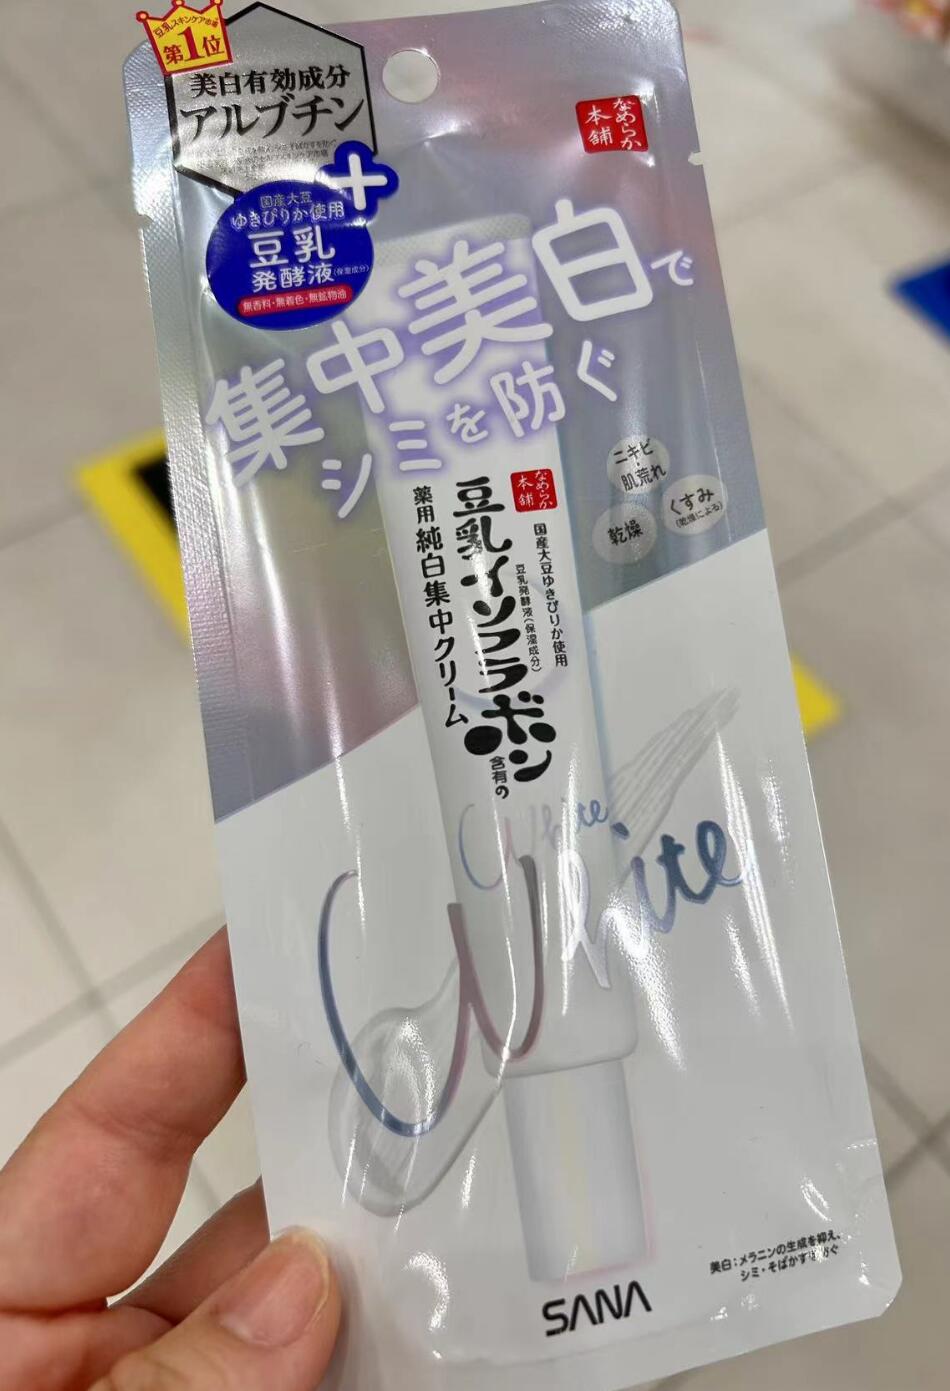 豆乳スキンケア市場
第1位
美白有効成分
アルブチン
国産大豆
ゆきぴりか使用
豆乳
発酵液(保湿成分)
無香料・無着色・無鉱物油
なめらか
本舗
集中美白で
シミを防ぐ
ニキビ・
肌荒れ
くすみ
(乾燥による)
乾燥
なめらか
本舗
国産大豆ゆきぴりか使用
豆乳発酵液(保湿成分)
豆乳イソフラボン
含有の
薬用 純白集中クリーム
White
White
SANA
美白:メラニンの生成を抑え、
シミ・そばかすを防ぐ